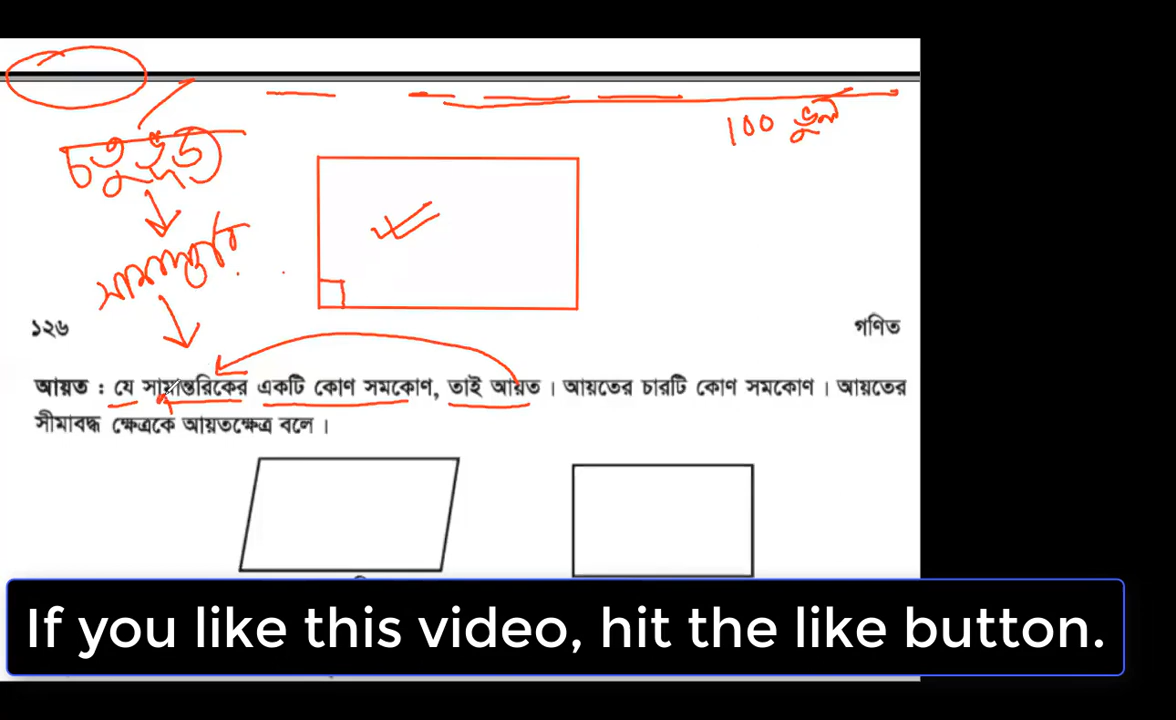 100 ভুল
চতুর্ভুজ
সামান্তরি
১২৬
গণিত
আয়ত : যে সামান্তরিকের একটি কোণ সমকোণ, তাই আয়ত । আয়তের চারটি কোণ সমকোণ । আয়তের
সীমাবদ্ধ ক্ষেত্রকে আয়তক্ষেত্র বলে ।
If you like this video, hit the like button.